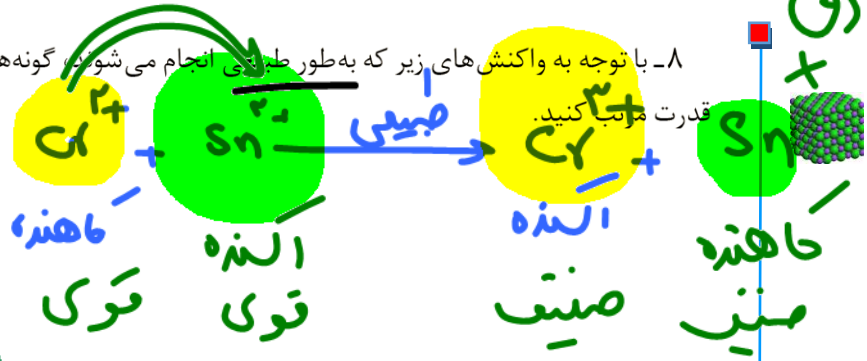 ۸ـ با توجه به واکنش‌های زیر که به‌طور طبیعی انجام می‌شوند، گونه‌ه
قدرت مرتب کنید.
Cr²⁺ + Sn²⁺ طبیعی → Cr³⁺ + Sn
کاهنده اکسنده اکسنده کاهنده
قوی قوی ضعیف ضعیف